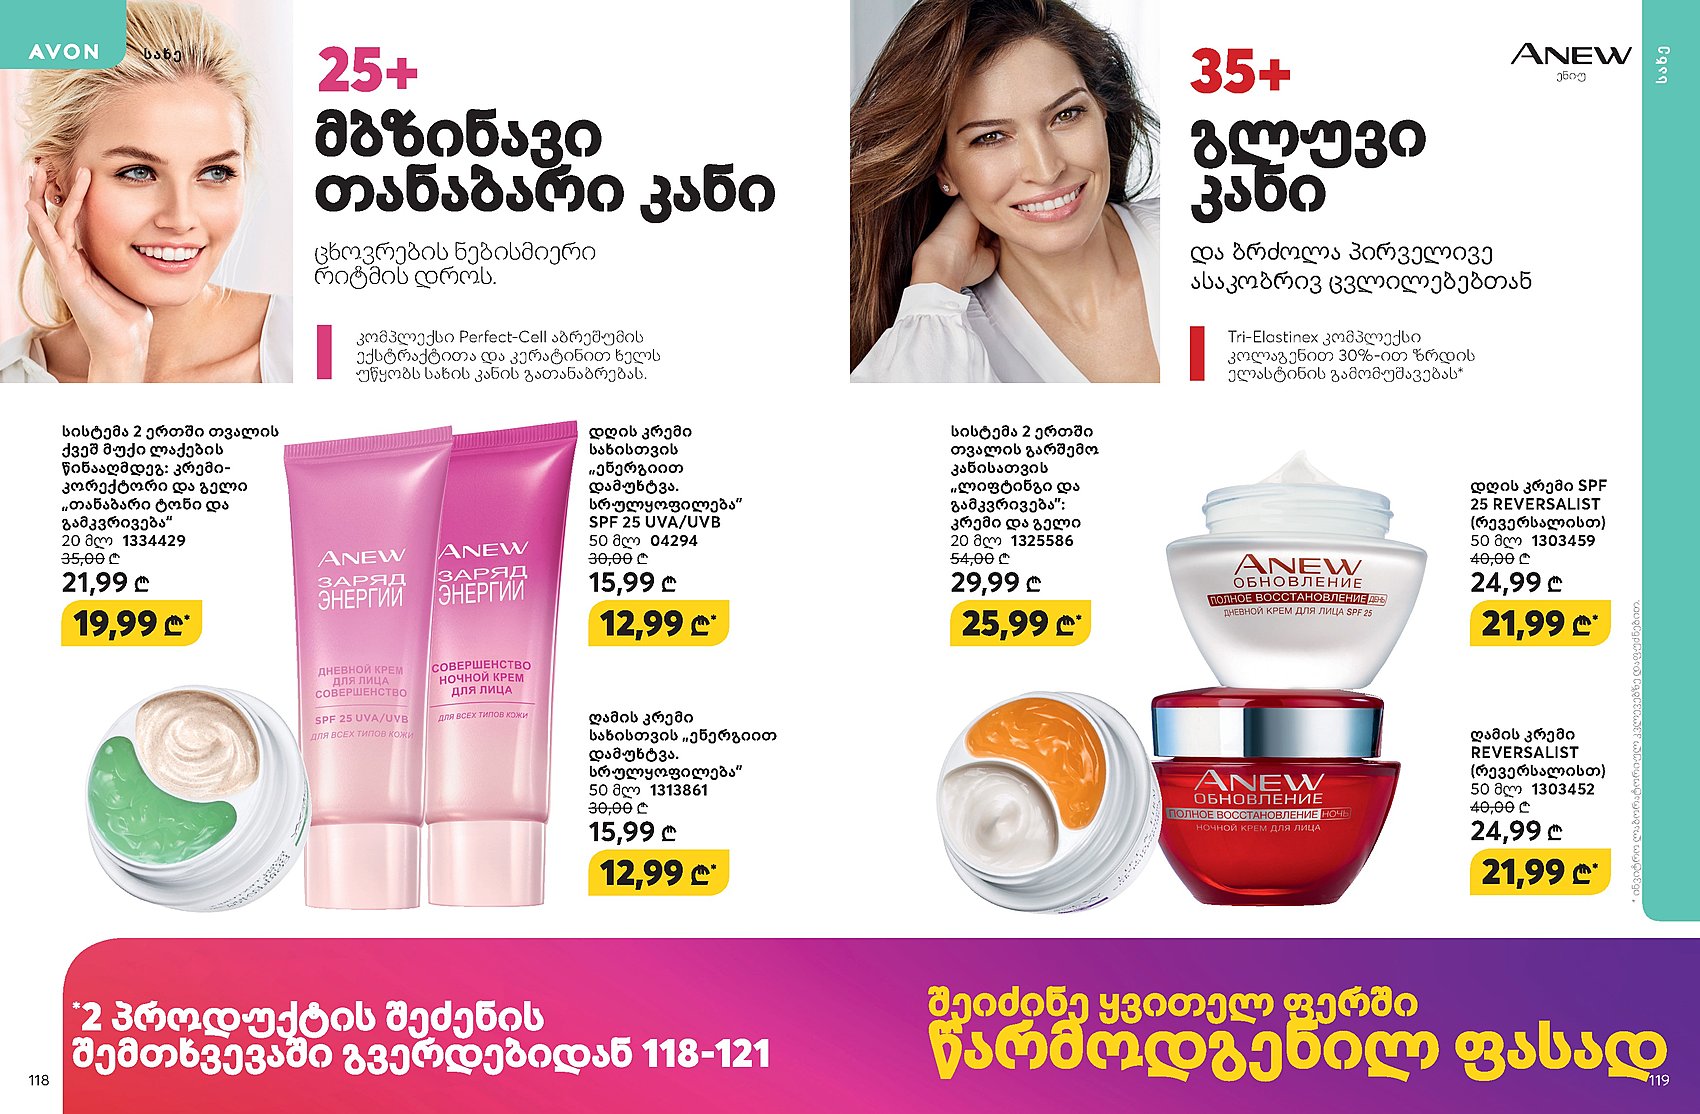 AVON
სახე
25+
მბზინავი
თანაბარი კანი
ცხოვრების ნებისმიერი
რიტმის დროს.
კომპლექსი Perfect-Cell აბრეშუმის
ექსტრაქტითა და კერატინით ხელს
უწყობს სახის კანის გათანაბრებას.
სისტემა 2 ერთში თვალის
ქვეშ მუქი ლაქების
წინააღმდეგ: კრემი-
კორექტორი და გელი
„თანაბარი ტონი და
გამკვრივება“
20 მლ 1334429
35,00 ₾
21,99 ₾
19,99 ₾*
ANEW
ЗАРЯД
ЭНЕРГИИ
ДНЕВНОЙ КРЕМ
ДЛЯ ЛИЦА
СОВЕРШЕНСТВО
SPF 25 UVA/UVB
ДЛЯ ВСЕХ ТИПОВ КОЖИ
ANEW
ЗАРЯД
ЭНЕРГИИ
СОВЕРШЕНСТВО
НОЧНОЙ КРЕМ
ДЛЯ ЛИЦА
ДЛЯ ВСЕХ ТИПОВ КОЖИ
დღის კრემი
სახისთვის
„ენერგიით
დამუხტვა.
სრულყოფილება“
SPF 25 UVA/UVB
50 მლ 04294
30,00 ₾
15,99 ₾
12,99 ₾*
ღამის კრემი
სახისთვის „ენერგიით
დამუხტვა.
სრულყოფილება“
50 მლ 1313861
30,00 ₾
15,99 ₾
12,99 ₾*
35+
გლუვი
კანი
და ბრძოლა პირველივე
ასაკობრივ ცვლილებებთან
Tri-Elastinex კომპლექსი
კოლაგენით 30%-ით ზრდის
ელასტინის გამომუშავებას*
ANEW
ენიუ
სახე
სისტემა 2 ერთში
თვალის გარშემო
კანისათვის
„ლიფტინგი და
გამკვრივება“:
კრემი და გელი
20 მლ 1325586
54,00 ₾
29,99 ₾
25,99 ₾*
ANEW
ОБНОВЛЕНИЕ
ПОЛНОЕ ВОССТАНОВЛЕНИЕ ДЕНЬ
ДНЕВНОЙ КРЕМ ДЛЯ ЛИЦА SPF 25
ANEW
ОБНОВЛЕНИЕ
ПОЛНОЕ ВОССТАНОВЛЕНИЕ НОЧЬ
НОЧНОЙ КРЕМ ДЛЯ ЛИЦА
დღის კრემი SPF
25 REVERSALIST
(რევერსალისთ)
50 მლ 1303459
40,00 ₾
24,99 ₾
21,99 ₾*
ღამის კრემი
REVERSALIST
(რევერსალისთ)
50 მლ 1303452
40,00 ₾
24,99 ₾
21,99 ₾*
* ინვიტრო ლაბორატორიულ კვლევებზე დაფუძნებით.
*2 პროდუქტის შეძენის
შემთხვევაში გვერდებიდან 118-121
შეიძინე ყვითელ ფერში
წარმოდგენილ ფასად
118
119